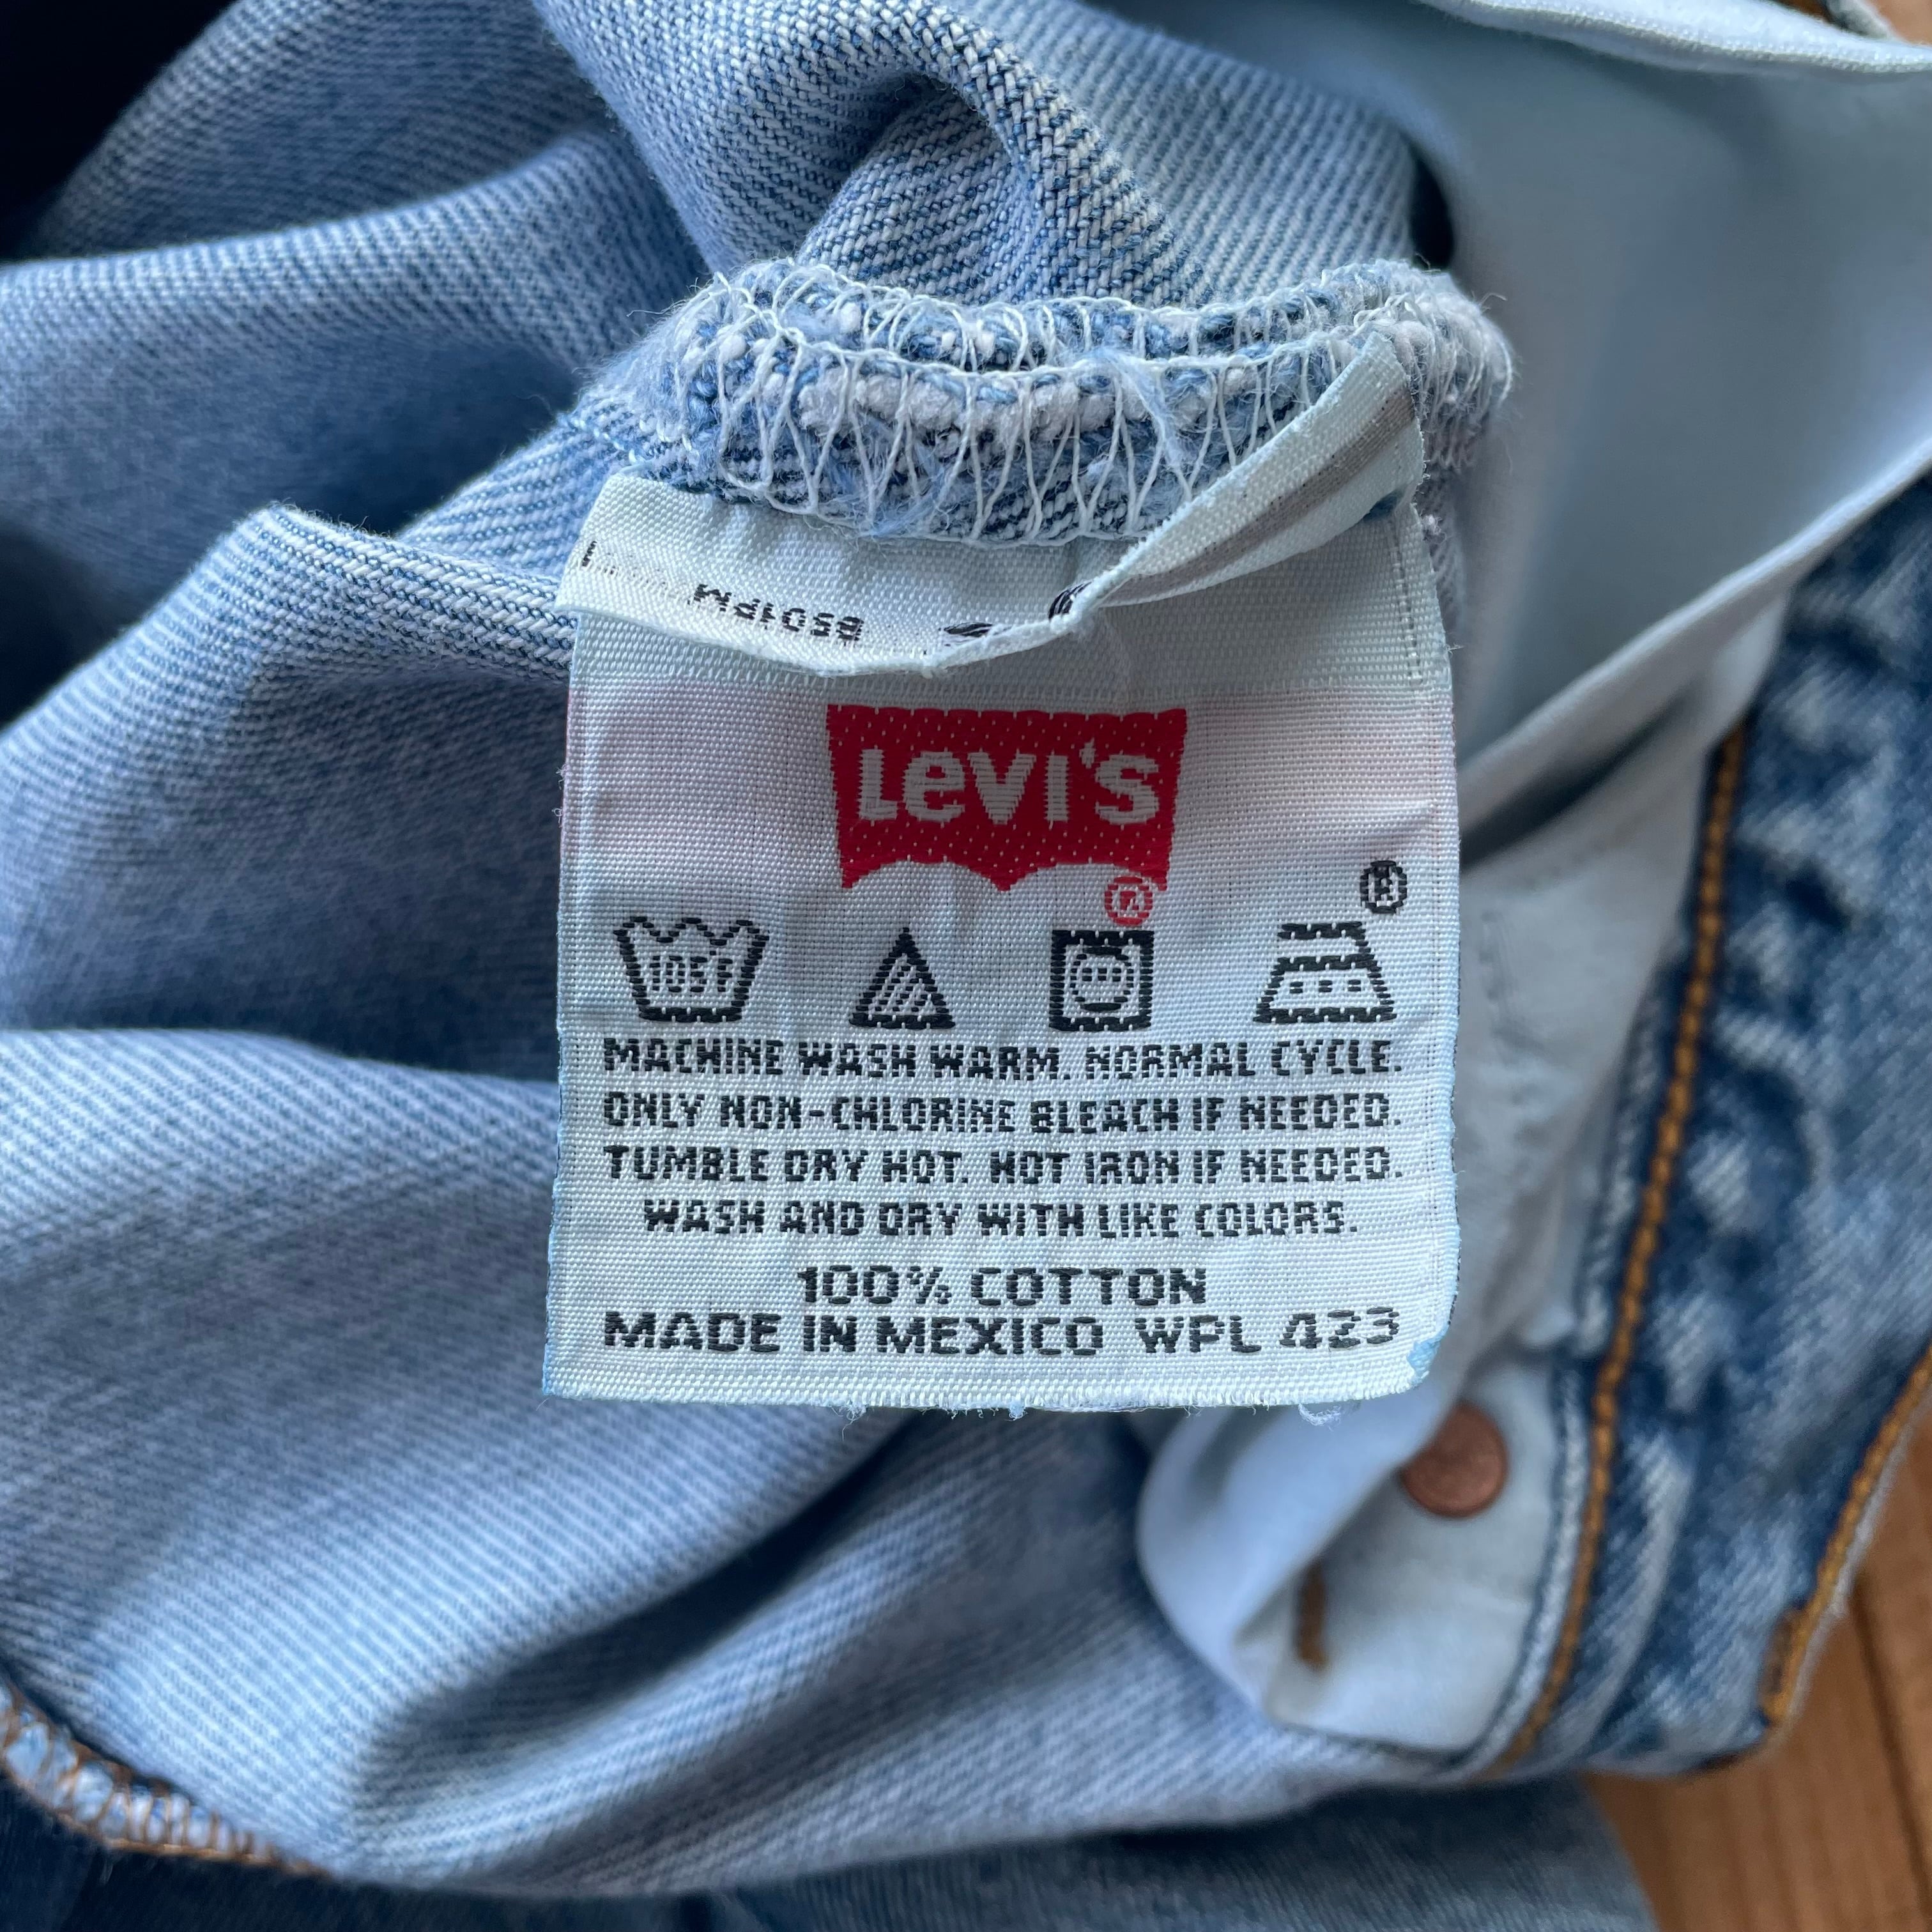 Levi's
®
®
105 F
MACHINE WASH WARM. NORMAL CYCLE.
ONLY NON-CHLORINE BLEACH IF NEEDED.
TUMBLE DRY HOT. HOT IRON IF NEEDED.
WASH AND DRY WITH LIKE COLORS.
100% COTTON
MADE IN MEXICO WPL 423